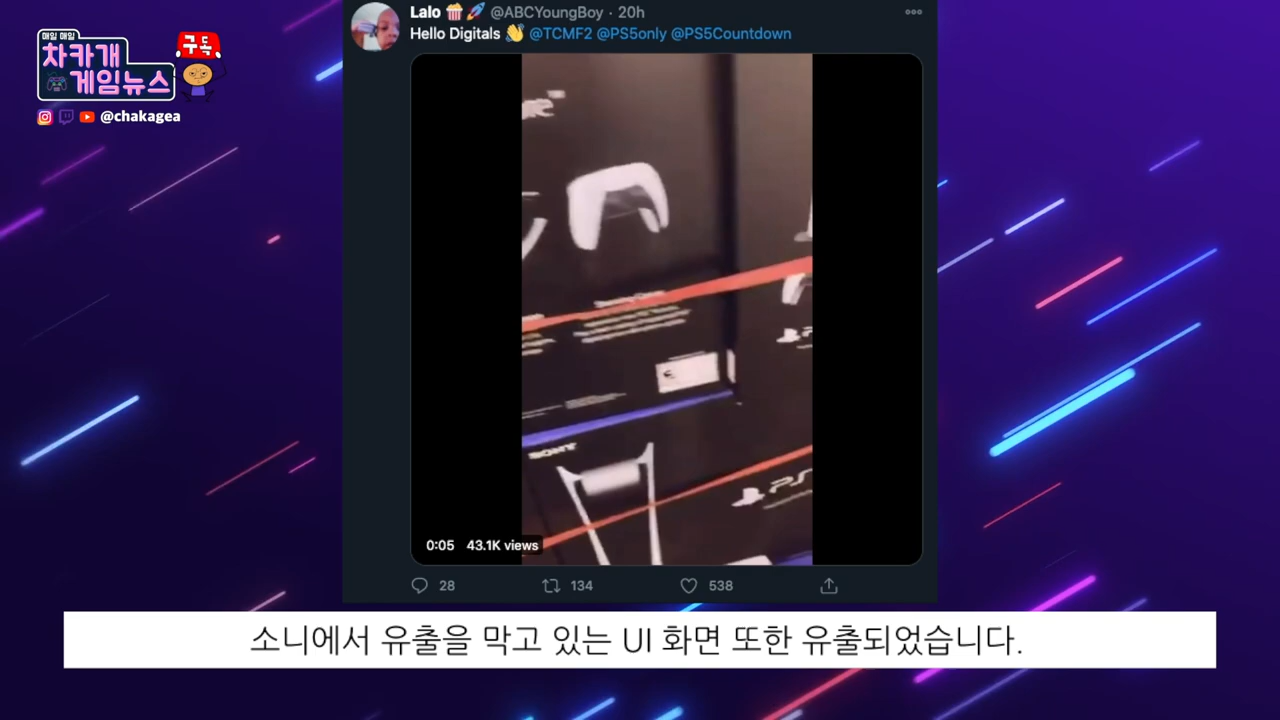 매일 매일
차카개
게임뉴스
구독
@chakagea
Lalo 🍿🚀 @ABCYoungBoy · 20h
Hello Digitals 👋 @TCMF2 @PS5only @PS5Countdown
SONY
0:05 43.1K views
28 134 538
소니에서 유출을 막고 있는 UI 화면 또한 유출되었습니다.